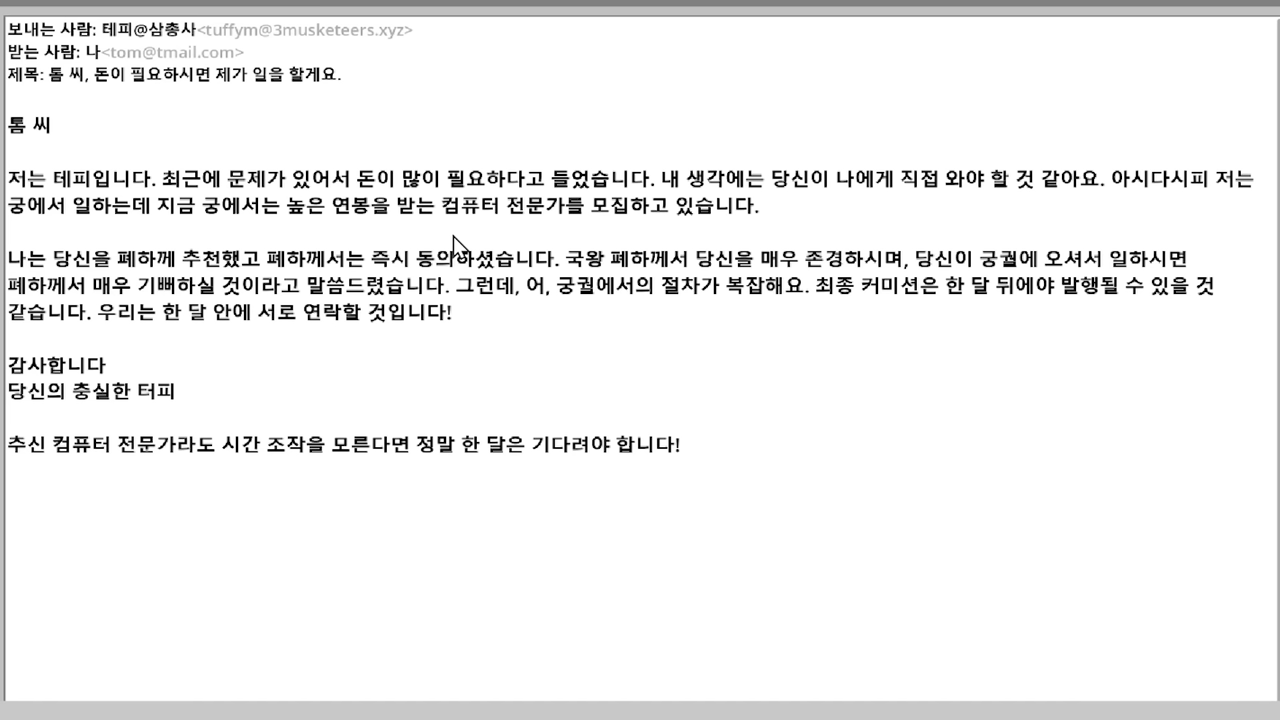 보내는 사람: 테피@삼총사<tuffym@3musketeers.xyz>
받는 사람: 나<tom@tmail.com>
제목: 톰 씨, 돈이 필요하시면 제가 일을 할게요.
톰 씨
저는 테피입니다. 최근에 문제가 있어서 돈이 많이 필요하다고 들었습니다. 내 생각에는 당신이 나에게 직접 와야 할 것 같아요. 아시다시피 저는
궁에서 일하는데 지금 궁에서는 높은 연봉을 받는 컴퓨터 전문가를 모집하고 있습니다.
나는 당신을 폐하께 추천했고 폐하께서는 즉시 동의하셨습니다. 국왕 폐하께서 당신을 매우 존경하시며, 당신이 궁궐에 오셔서 일하시면
폐하께서 매우 기뻐하실 것이라고 말씀드렸습니다. 그런데, 어, 궁궐에서의 절차가 복잡해요. 최종 커미션은 한 달 뒤에야 발행될 수 있을 것
같습니다. 우리는 한 달 안에 서로 연락할 것입니다!
감사합니다
당신의 충실한 터피
추신 컴퓨터 전문가라도 시간 조작을 모른다면 정말 한 달은 기다려야 합니다!